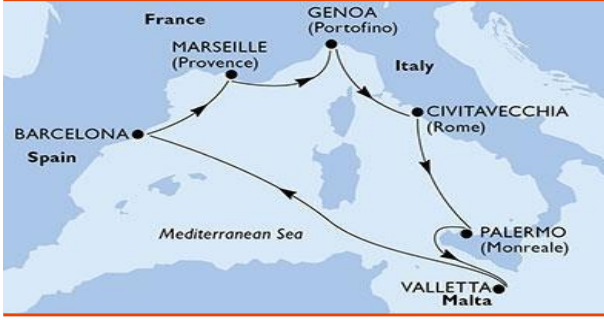 France
GENOA
(Portofino)
MARSEILLE
(Provence)
Italy
CIVITAVECCHIA
(Rome)
BARCELONA
Spain
Mediterranean Sea
PALERMO
(Monreale)
VALLETTA
Malta